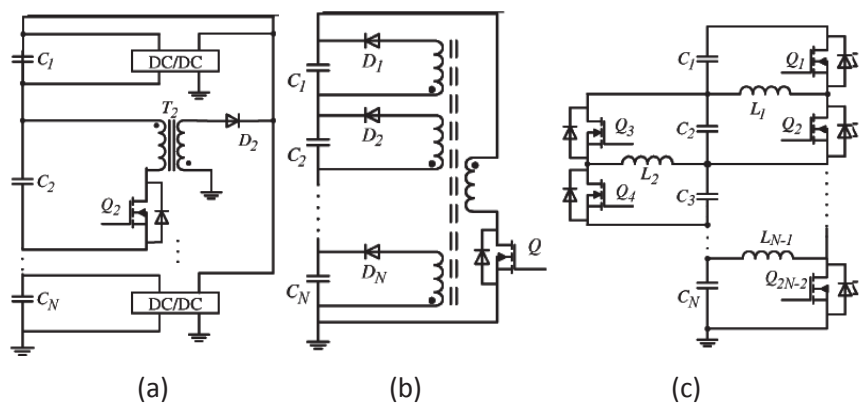 C1
DC/DC
T2
D2
C2
Q2
CN
DC/DC
(a)
D1
C1
D2
C2
Q
DN
CN
(b)
C1
Q1
L1
Q3
C2
Q2
L2
Q4
C3
LN-1
Q2N-2
CN
(c)